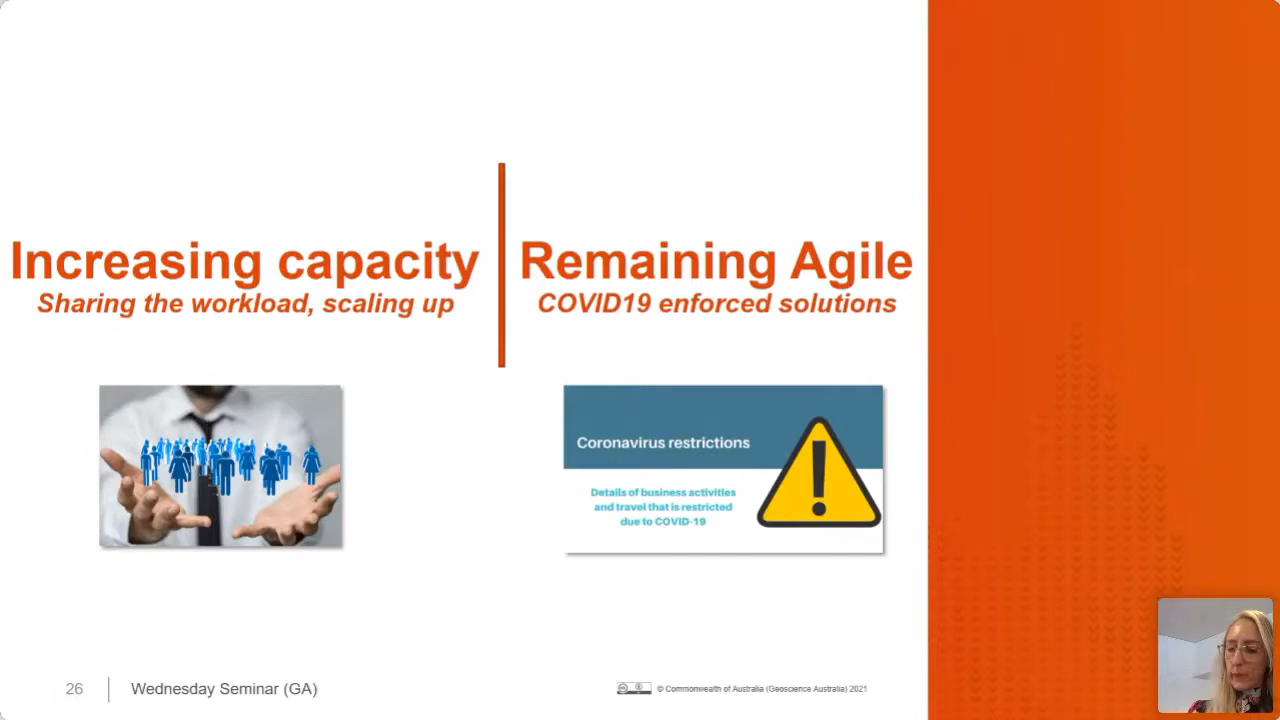 Increasing capacity
Sharing the workload, scaling up
Remaining Agile
COVID19 enforced solutions
Coronavirus restrictions
Details of business activities
and travel that is restricted
due to COVID-19
26
Wednesday Seminar (GA)
© Commonwealth of Australia (Geoscience Australia) 2021